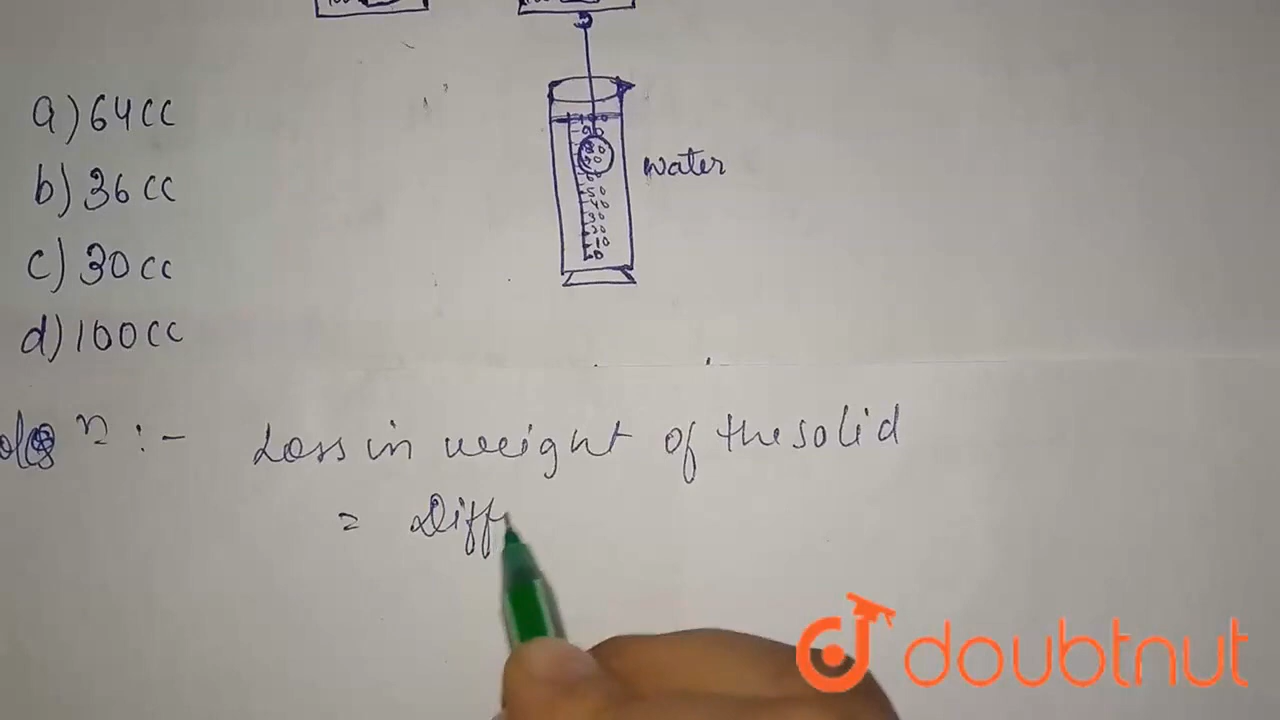 water
a) 64 cc
b) 36 cc
c) 30 cc
d) 100 cc
:- Loss in weight of the solid
= Diff
doubtnut